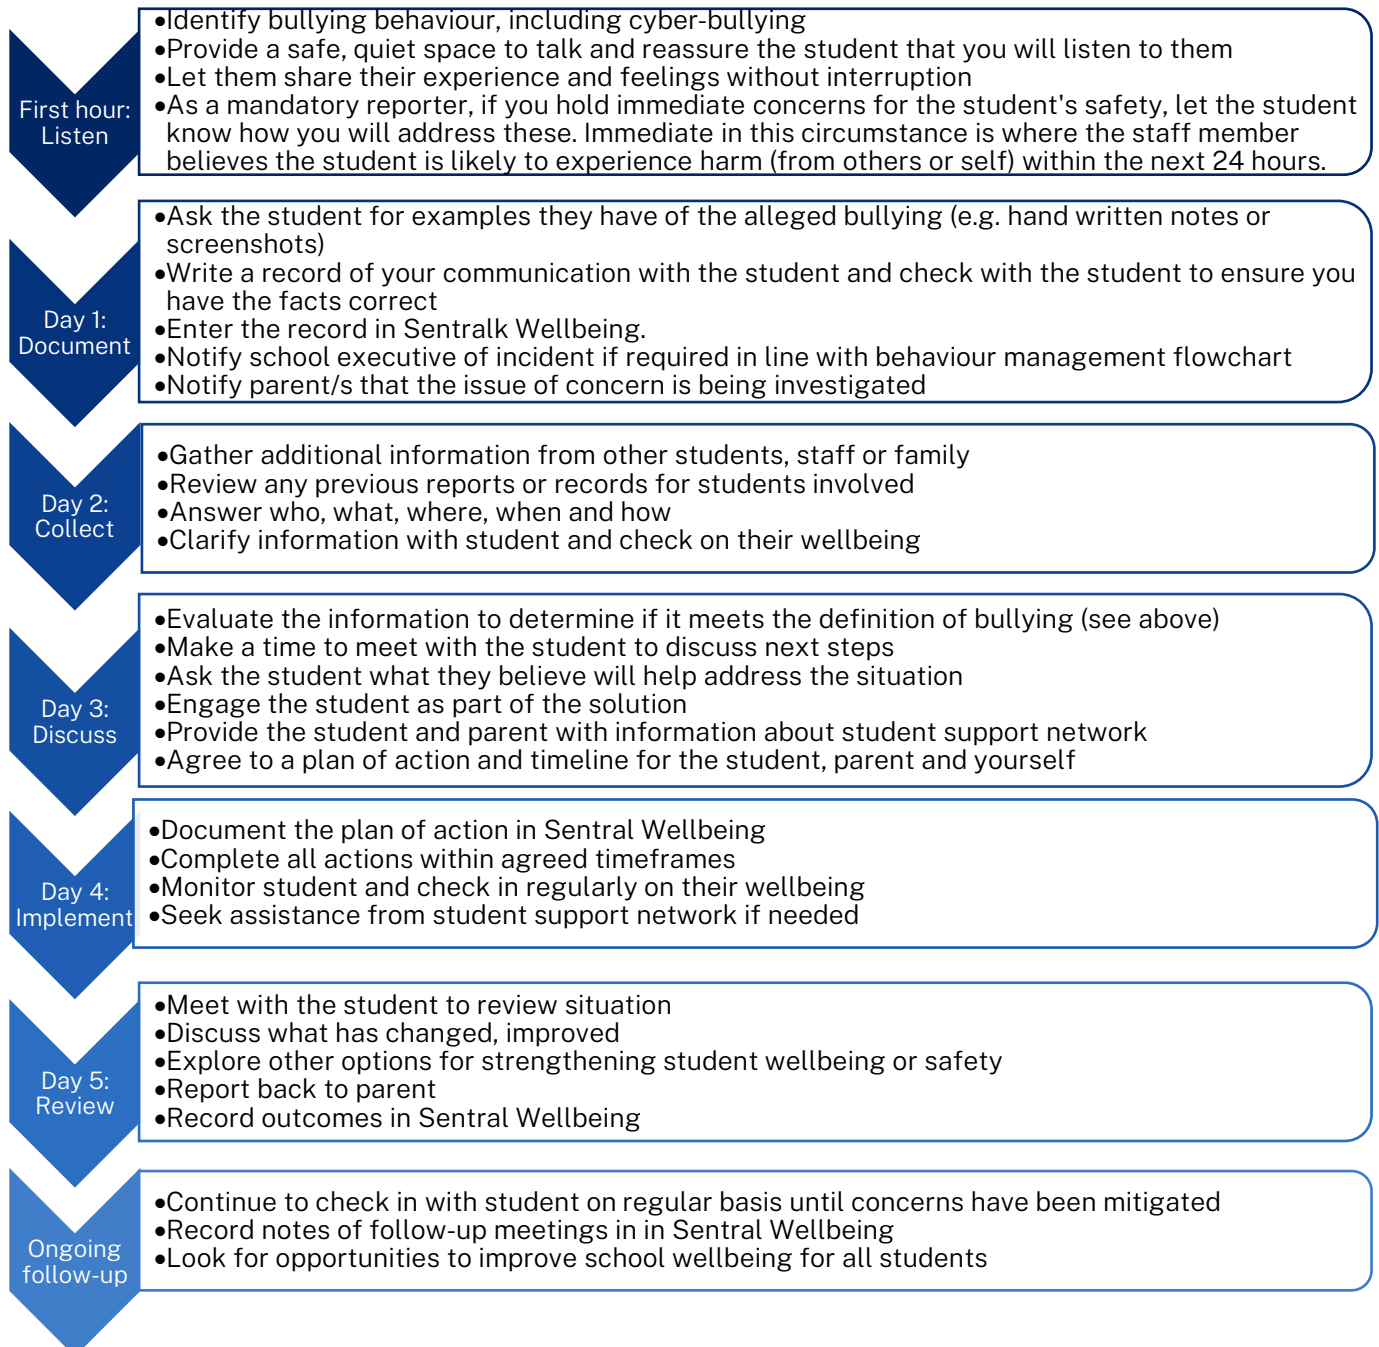 First hour:
Listen
•Identify bullying behaviour, including cyber-bullying
•Provide a safe, quiet space to talk and reassure the student that you will listen to them
•Let them share their experience and feelings without interruption
•As a mandatory reporter, if you hold immediate concerns for the student's safety, let the student
know how you will address these. Immediate in this circumstance is where the staff member
believes the student is likely to experience harm (from others or self) within the next 24 hours.
Day 1:
Document
•Ask the student for examples they have of the alleged bullying (e.g. hand written notes or
screenshots)
•Write a record of your communication with the student and check with the student to ensure you
have the facts correct
•Enter the record in Sentralk Wellbeing.
•Notify school executive of incident if required in line with behaviour management flowchart
•Notify parent/s that the issue of concern is being investigated
Day 2:
Collect
•Gather additional information from other students, staff or family
•Review any previous reports or records for students involved
•Answer who, what, where, when and how
•Clarify information with student and check on their wellbeing
Day 3:
Discuss
•Evaluate the information to determine if it meets the definition of bullying (see above)
•Make a time to meet with the student to discuss next steps
•Ask the student what they believe will help address the situation
•Engage the student as part of the solution
•Provide the student and parent with information about student support network
•Agree to a plan of action and timeline for the student, parent and yourself
Day 4:
Implement
•Document the plan of action in Sentral Wellbeing
•Complete all actions within agreed timeframes
•Monitor student and check in regularly on their wellbeing
•Seek assistance from student support network if needed
Day 5:
Review
•Meet with the student to review situation
•Discuss what has changed, improved
•Explore other options for strengthening student wellbeing or safety
•Report back to parent
•Record outcomes in Sentral Wellbeing
Ongoing
follow-up
•Continue to check in with student on regular basis until concerns have been mitigated
•Record notes of follow-up meetings in in Sentral Wellbeing
•Look for opportunities to improve school wellbeing for all students